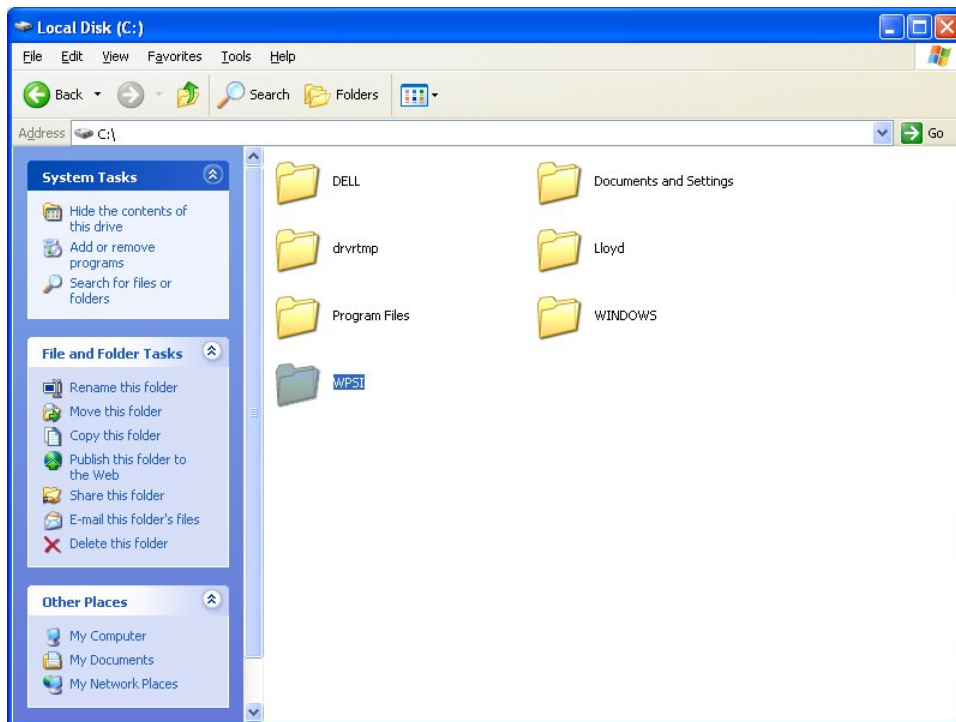 Local Disk (C:)
File Edit View Favorites Tools Help
Back Search Folders
Address C:\ Go
System Tasks
Hide the contents of
this drive
Add or remove
programs
Search for files or
folders
File and Folder Tasks
Rename this folder
Move this folder
Copy this folder
Publish this folder to
the Web
Share this folder
E-mail this folder's files
Delete this folder
Other Places
My Computer
My Documents
My Network Places
DELL Documents and Settings
drvrtmp Lloyd
Program Files WINDOWS
WPSI